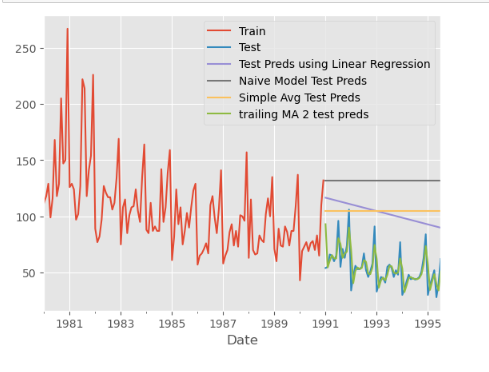 Train
Test
Test Preds using Linear Regression
Naive Model Test Preds
Simple Avg Test Preds
trailing MA 2 test preds
250
200
150
100
50
1981 1983 1985 1987 1989 1991 1993 1995
Date